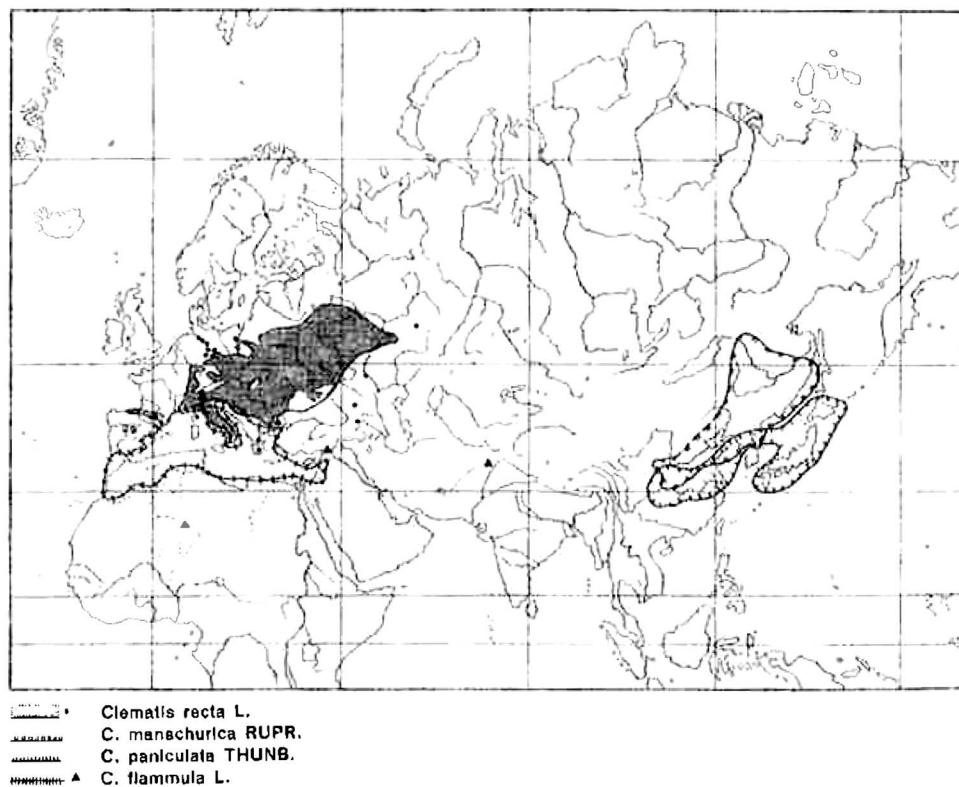 Clematis recta L.
C. manschurica RUPR.
C. paniculata THUNB.
C. flammula L.